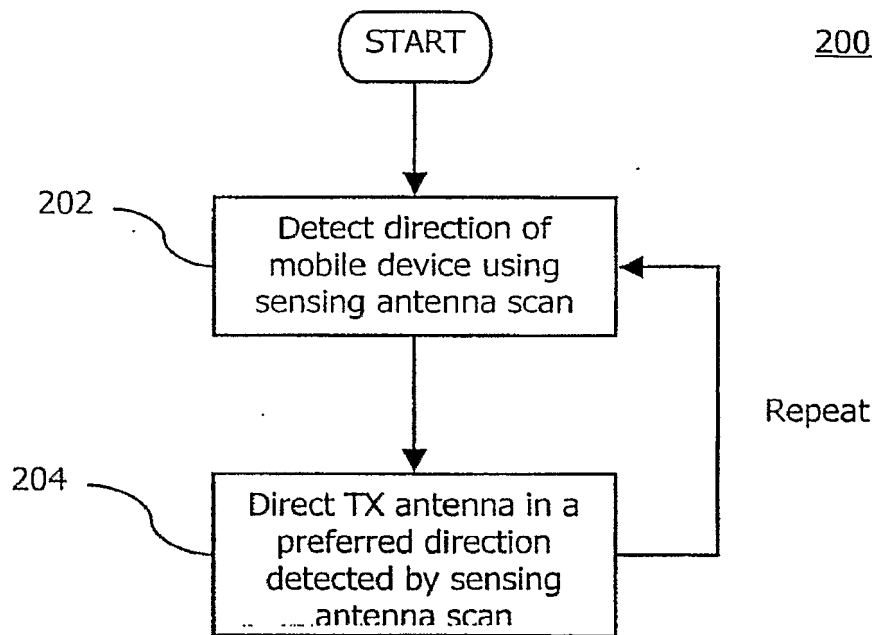 START
200
202
Detect direction of
mobile device using
sensing antenna scan
Repeat
204
Direct TX antenna in a
preferred direction
detected by sensing
antenna scan